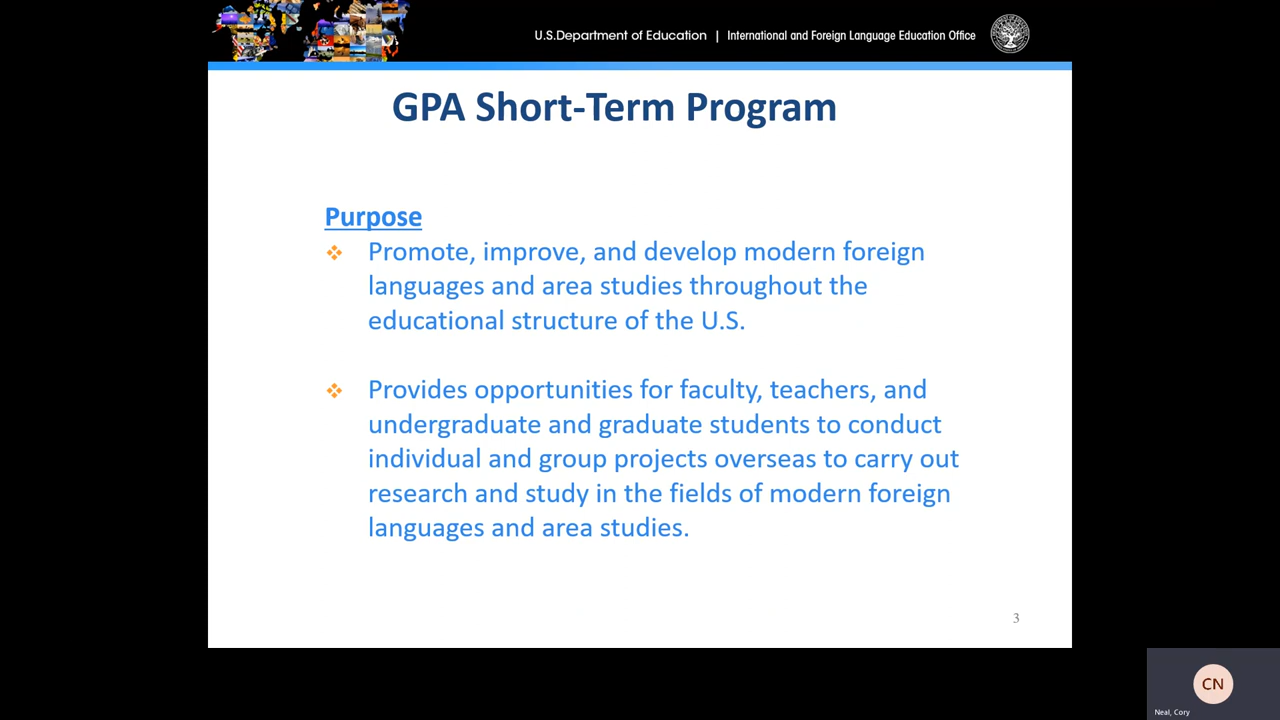 U.S.Department of Education | International and Foreign Language Education Office
GPA Short-Term Program
Purpose
Promote, improve, and develop modern foreign
languages and area studies throughout the
educational structure of the U.S.
Provides opportunities for faculty, teachers, and
undergraduate and graduate students to conduct
individual and group projects overseas to carry out
research and study in the fields of modern foreign
languages and area studies.
3
CN
Neal, Cory